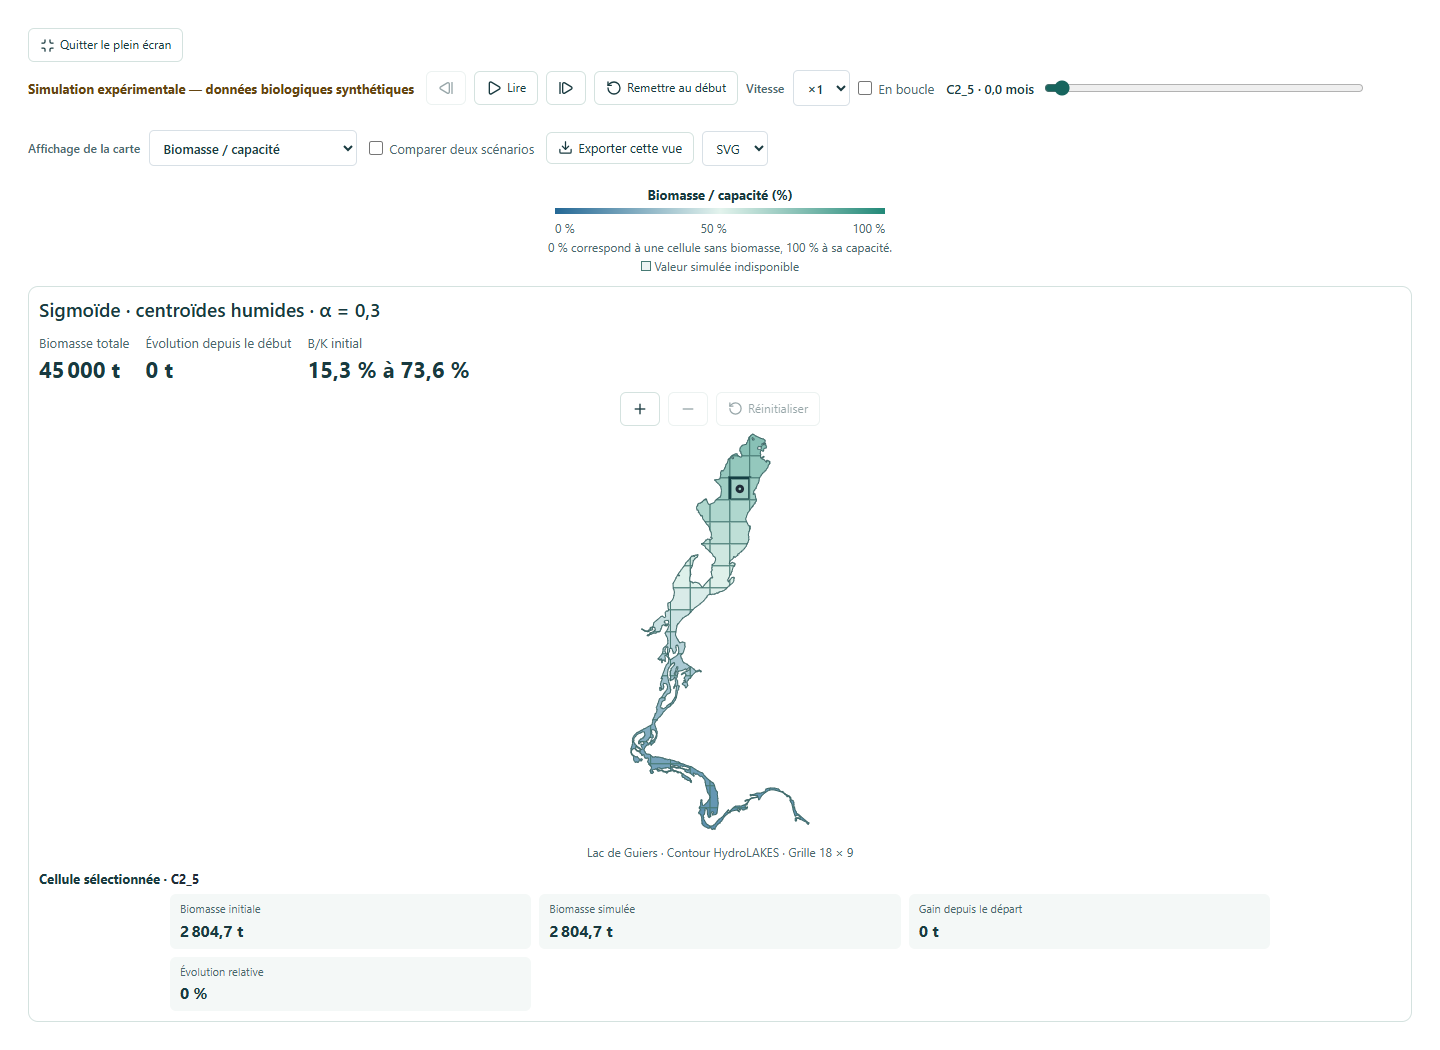 Quitter le plein écran
Simulation expérimentale — données biologiques synthétiques Lire Remettre au début Vitesse ×1 En boucle C2_5 · 0,0 mois
Affichage de la carte Biomasse / capacité Comparer deux scénarios Exporter cette vue SVG
Biomasse / capacité (%)
0 % 50 % 100 %
0 % correspond à une cellule sans biomasse, 100 % à sa capacité.
Valeur simulée indisponible
Sigmoïde · centroïdes humides · α = 0,3
Biomasse totale Évolution depuis le début B/K initial
45 000 t 0 t 15,3 % à 73,6 %
+ − Réinitialiser
Lac de Guiers · Contour HydroLAKES · Grille 18 × 9
Cellule sélectionnée · C2_5
Biomasse initiale Biomasse simulée Gain depuis le départ
2 804,7 t 2 804,7 t 0 t
Évolution relative
0 %